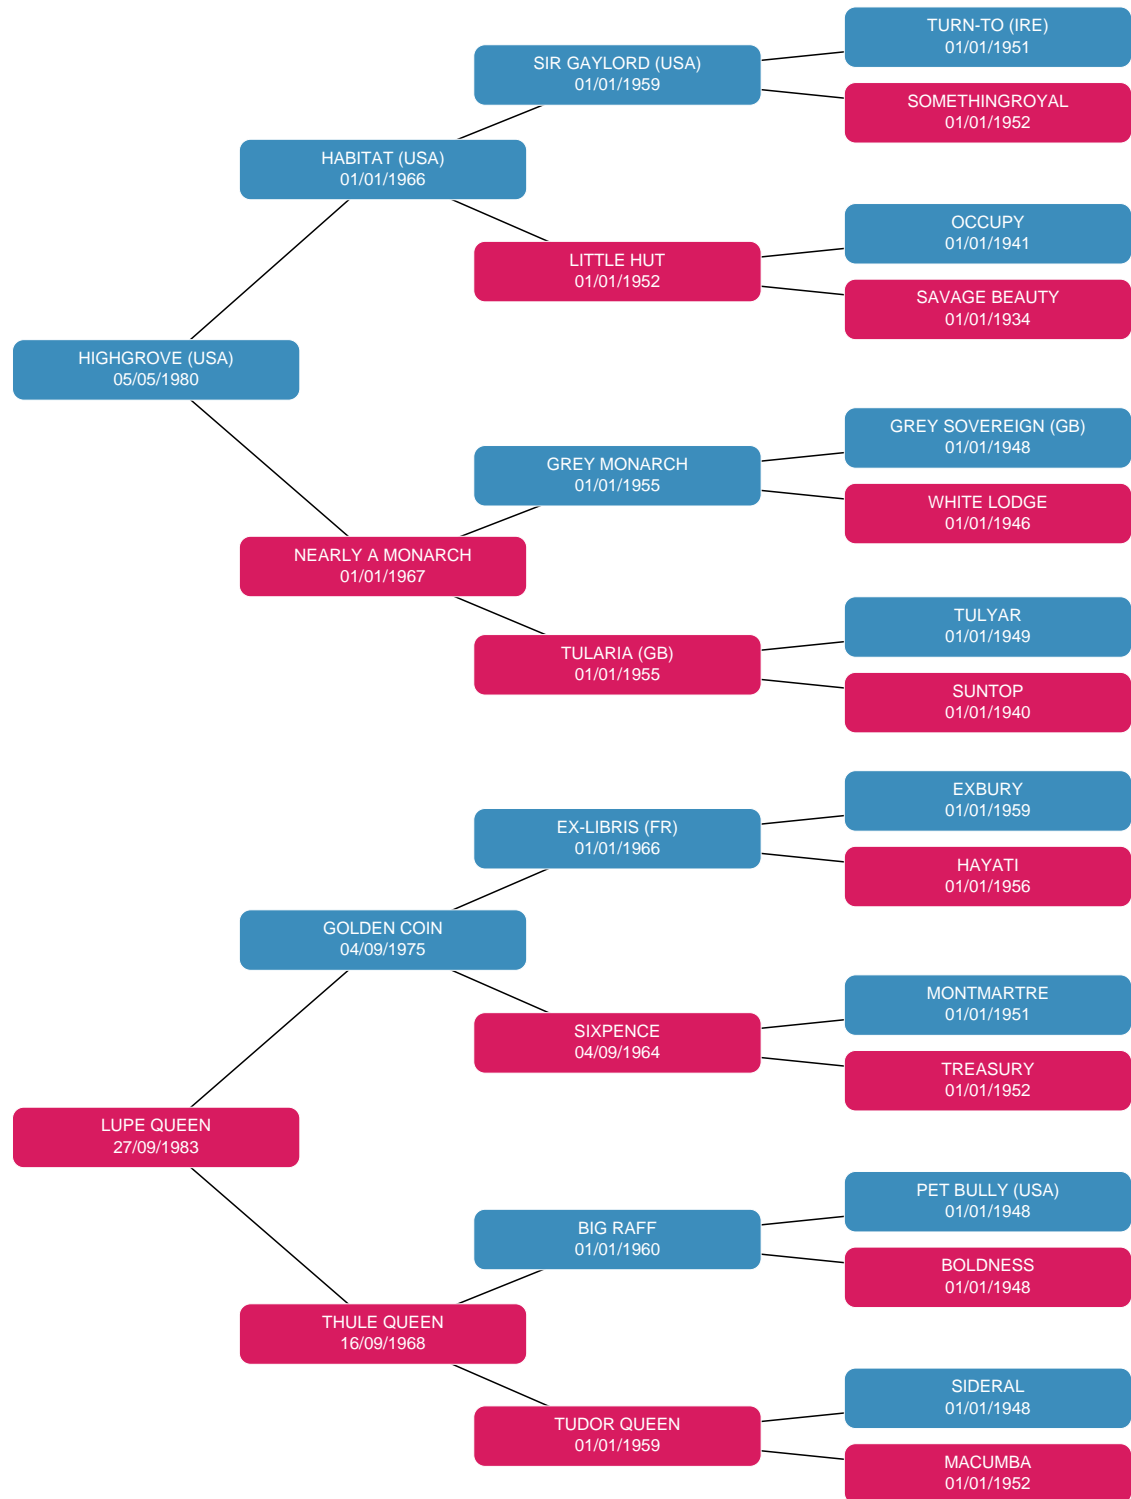 TURN-TO (IRE)
01/01/1951
SIR GAYLORD (USA)
01/01/1959
SOMETHINGROYAL
01/01/1952
HABITAT (USA)
01/01/1966
OCCUPY
01/01/1941
LITTLE HUT
01/01/1952
SAVAGE BEAUTY
01/01/1934
HIGHGROVE (USA)
05/05/1980
GREY SOVEREIGN (GB)
01/01/1948
GREY MONARCH
01/01/1955
WHITE LODGE
01/01/1946
NEARLY A MONARCH
01/01/1967
TULYAR
01/01/1949
TULARIA (GB)
01/01/1955
SUNTOP
01/01/1940
EXBURY
01/01/1959
EX-LIBRIS (FR)
01/01/1966
HAYATI
01/01/1956
GOLDEN COIN
04/09/1975
MONTMARTRE
01/01/1951
SIXPENCE
04/09/1964
TREASURY
01/01/1952
LUPE QUEEN
27/09/1983
PET BULLY (USA)
01/01/1948
BIG RAFF
01/01/1960
BOLDNESS
01/01/1948
THULE QUEEN
16/09/1968
SIDERAL
01/01/1948
TUDOR QUEEN
01/01/1959
MACUMBA
01/01/1952